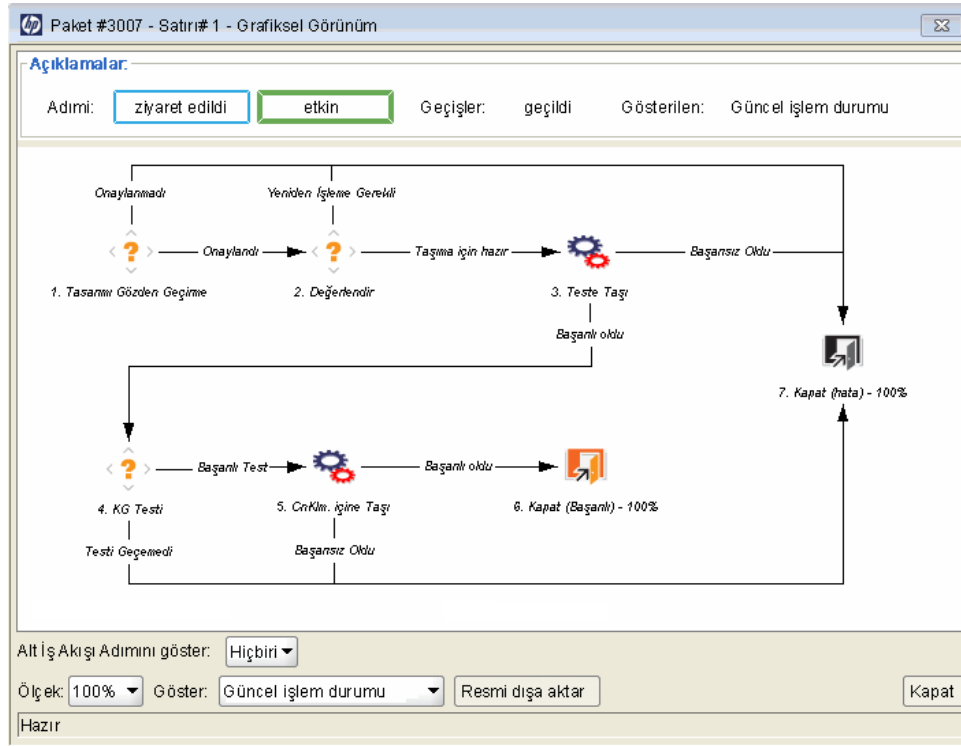 hp Paket #3007 - Satırı# 1 - Grafiksel Görünüm
Açıklamalar:
Adımi: ziyaret edildi etkin Geçişler: geçildi Gösterilen: Güncel işlem durumu
Onaylanmadı Yeniden İşleme Gerekli
? Onaylandı ? Taşıma için hazır Başarısız Oldu
1. Tasarımı Gözden Geçirme 2. Değerlendir 3. Teste Taşı
Başarılı oldu
7. Kapat (hata) - 100%
? Başarılı Test Başarılı oldu
4. KG Testi 5. CnKlm. içine Taşı 6. Kapat (Başarılı) - 100%
Testi Geçemedi Başarısız Oldu
Alt İş Akışı Adımını göster: Hiçbiri
Ölçek: 100% Göster: Güncel işlem durumu Resmi dışa aktar Kapat
Hazır